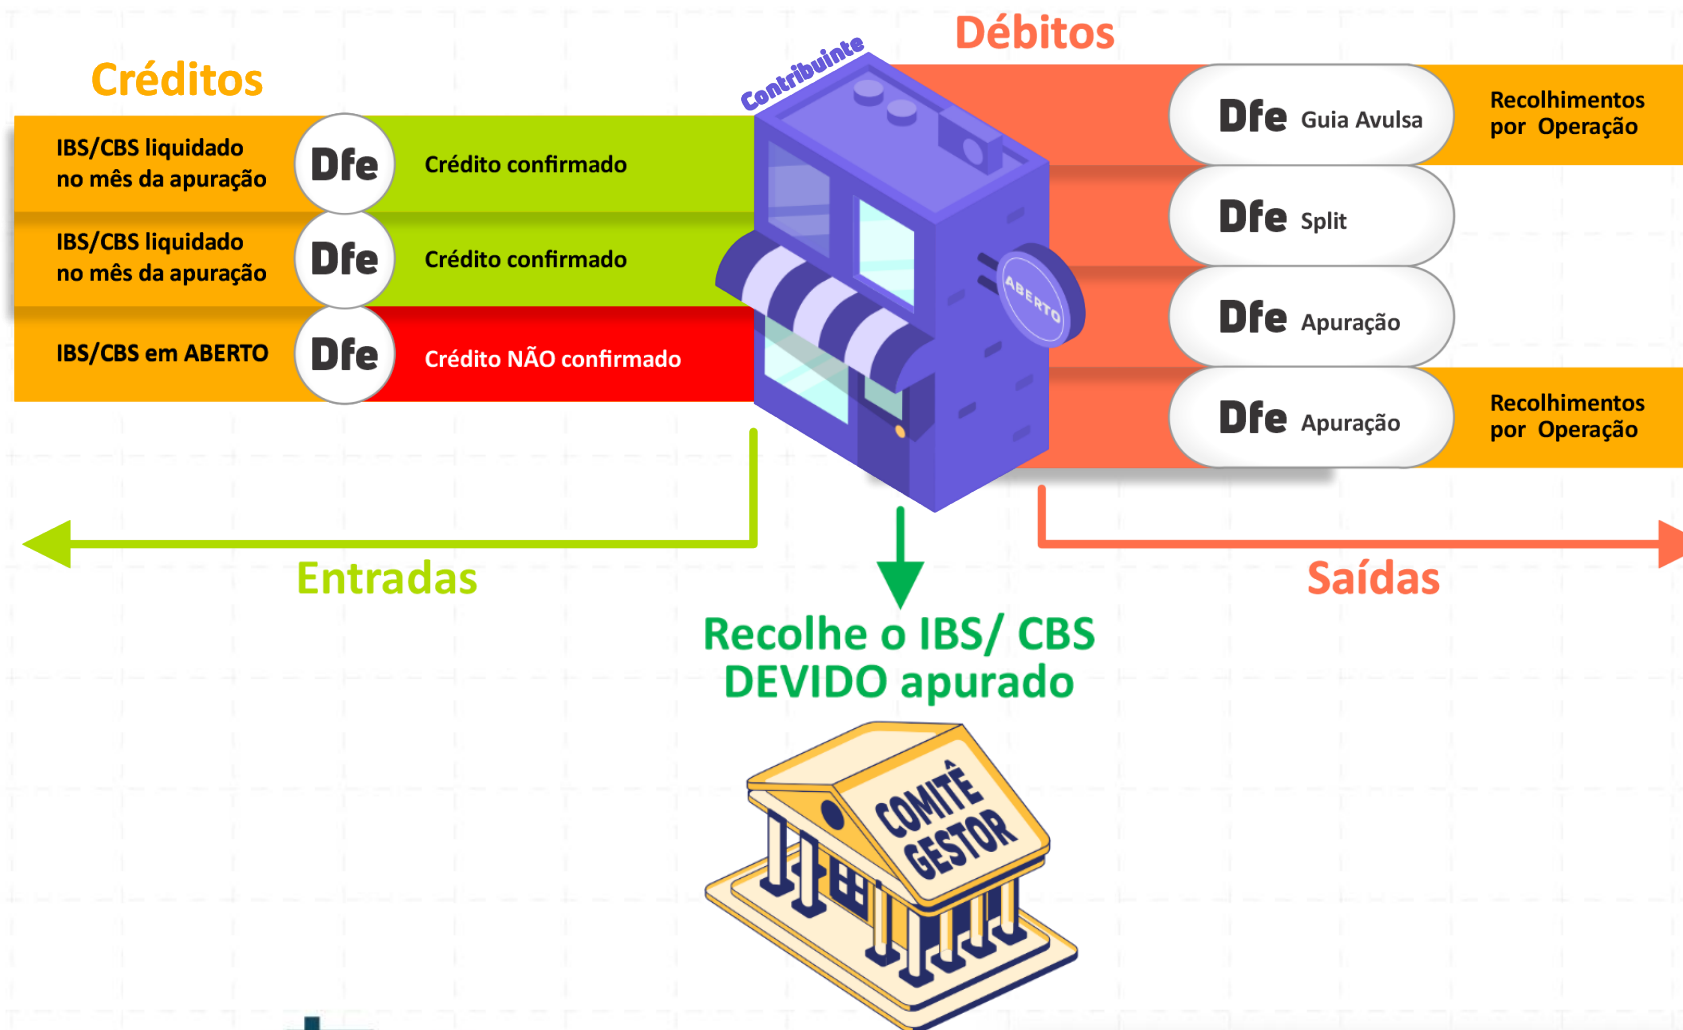 Débitos
Créditos
Contribuinte
IBS/CBS liquidado
no mês da apuração
Dfe
Crédito confirmado
IBS/CBS liquidado
no mês da apuração
Dfe
Crédito confirmado
IBS/CBS em ABERTO
Dfe
Crédito NÃO confirmado
ABERTO
Dfe Guia Avulsa
Recolhimentos
por Operação
Dfe Split
Dfe Apuração
Dfe Apuração
Recolhimentos
por Operação
Entradas
Saídas
Recolhe o IBS/ CBS
DEVIDO apurado
COMITÊ
GESTOR